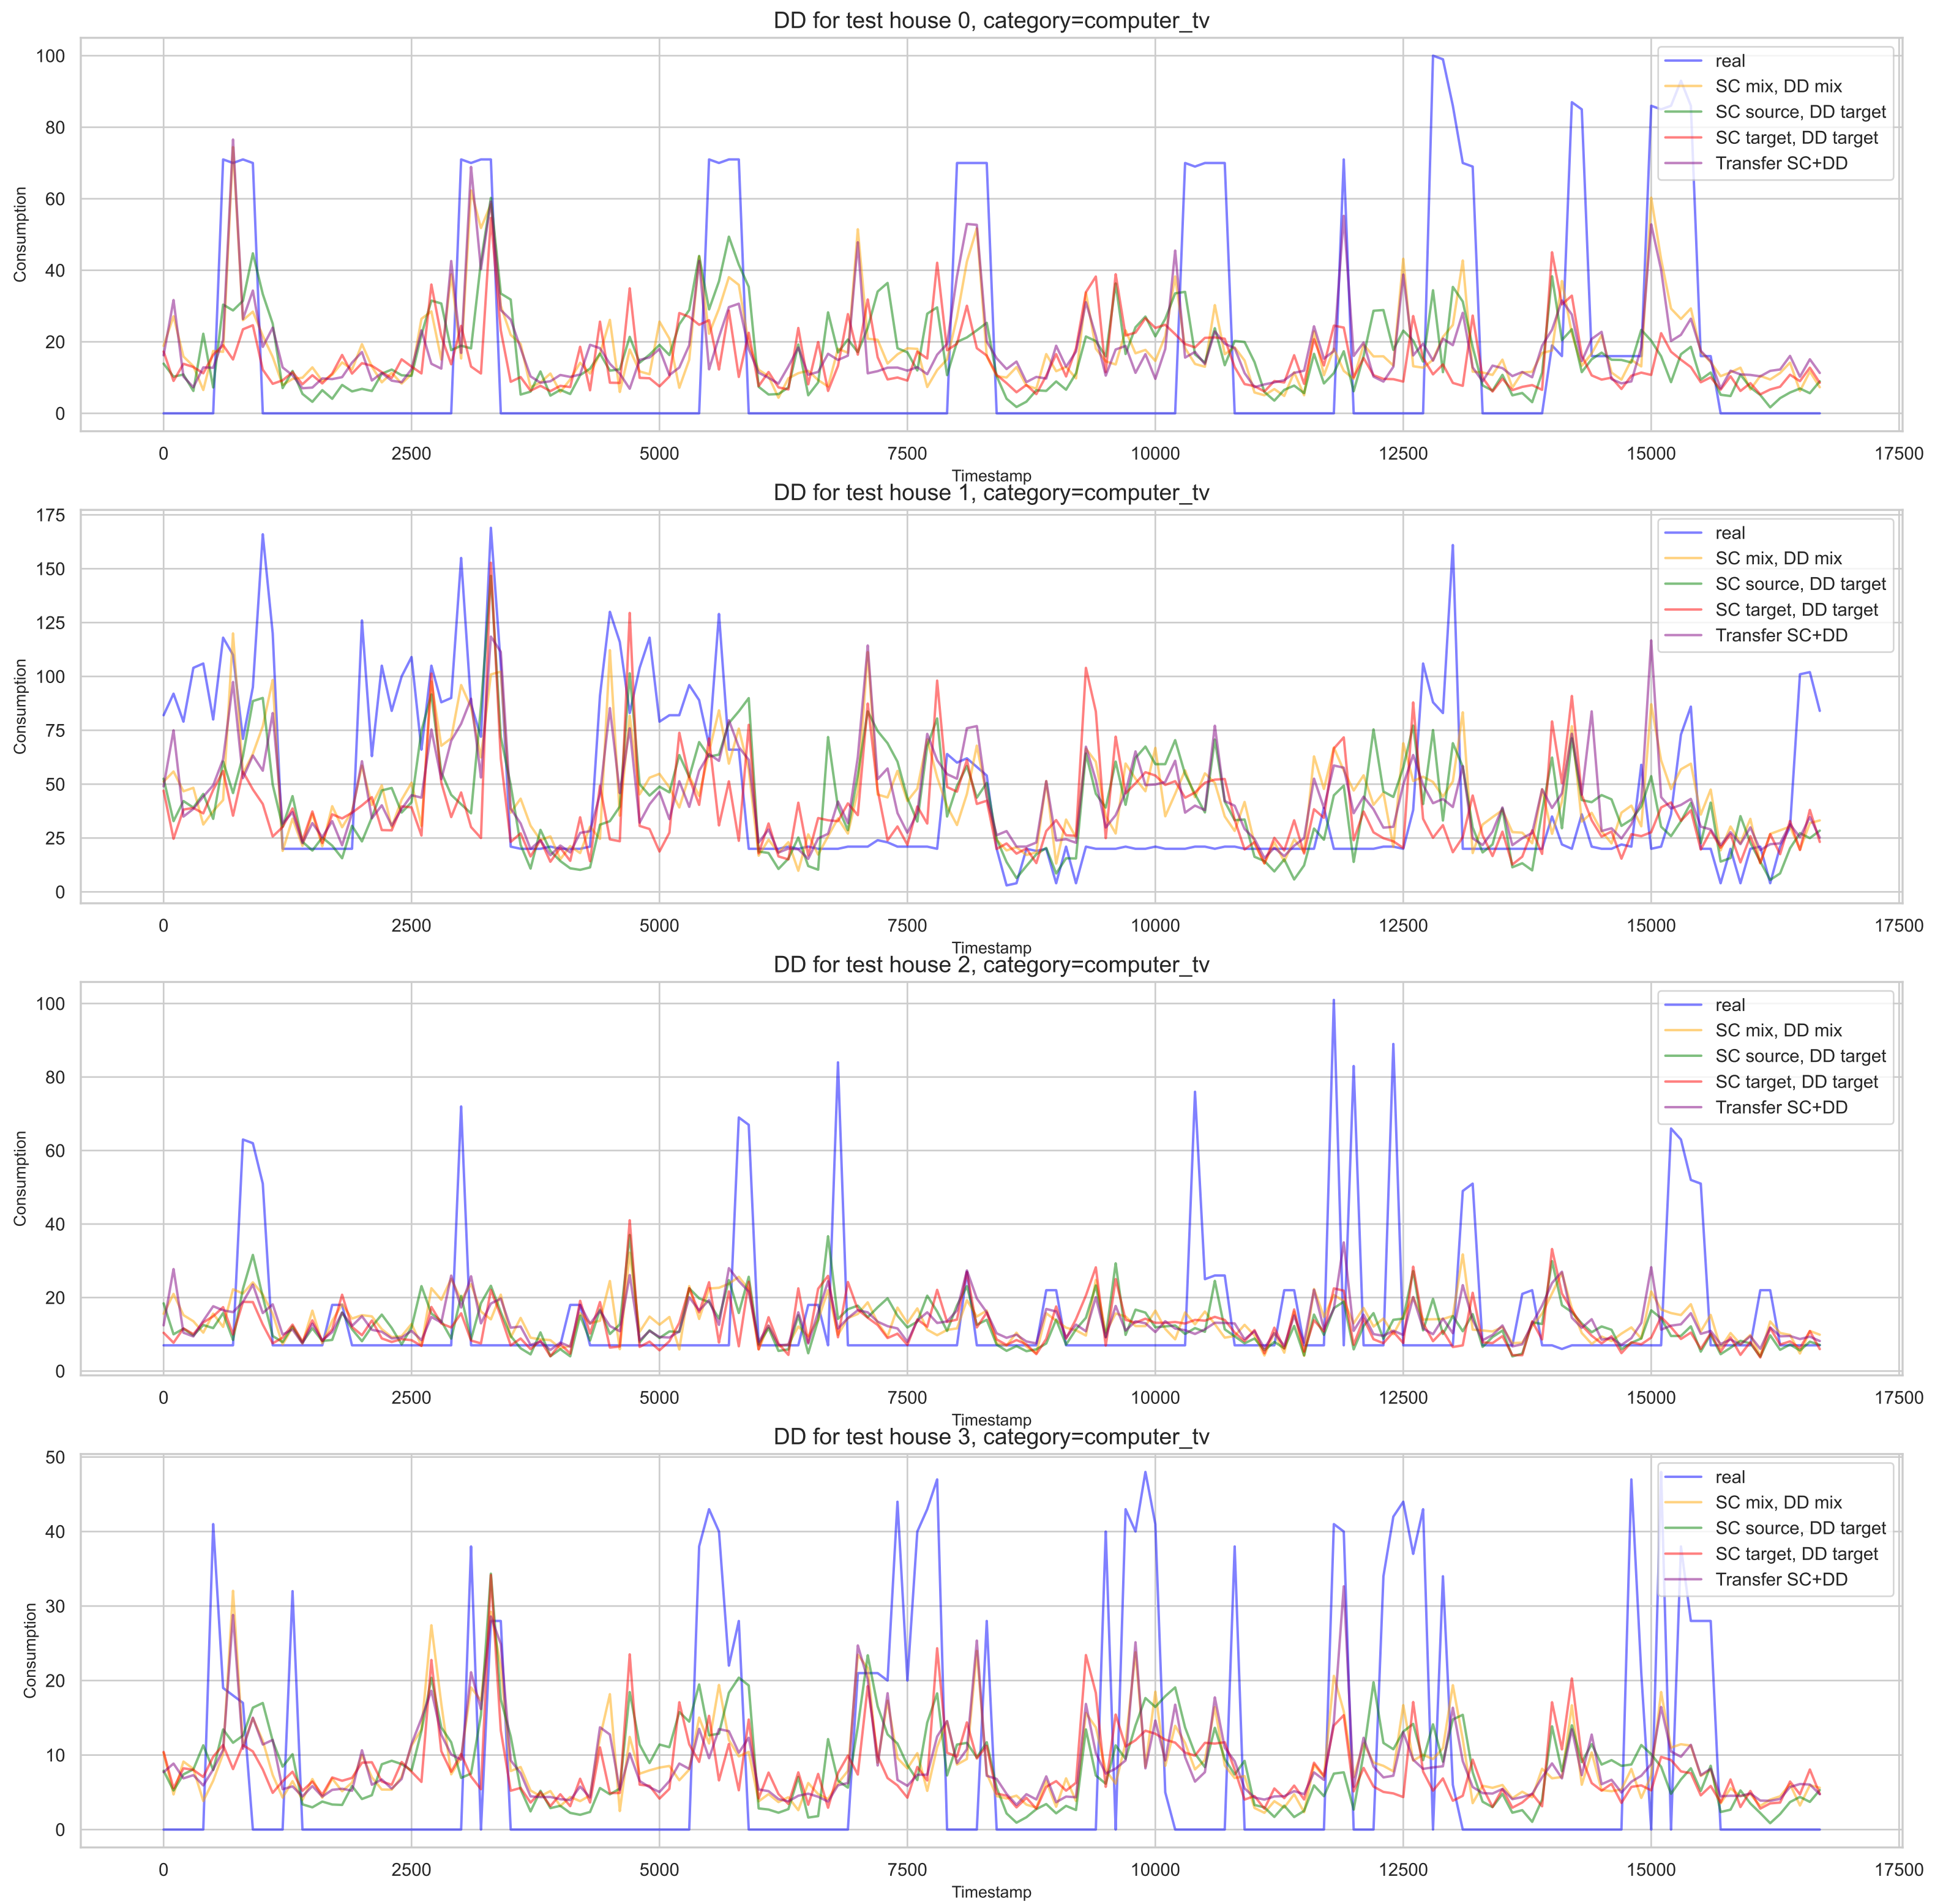 DD for test house 0, category=computer_tv
100
80
60
40
20
0
Consumption
real
SC mix, DD mix
SC source, DD target
SC target, DD target
Transfer SC+DD
0 2500 5000 7500 10000 12500 15000 17500
Timestamp
DD for test house 1, category=computer_tv
175
150
125
100
75
50
25
0
Consumption
real
SC mix, DD mix
SC source, DD target
SC target, DD target
Transfer SC+DD
0 2500 5000 7500 10000 12500 15000 17500
Timestamp
DD for test house 2, category=computer_tv
100
80
60
40
20
0
Consumption
real
SC mix, DD mix
SC source, DD target
SC target, DD target
Transfer SC+DD
0 2500 5000 7500 10000 12500 15000 17500
Timestamp
DD for test house 3, category=computer_tv
50
40
30
20
10
0
Consumption
real
SC mix, DD mix
SC source, DD target
SC target, DD target
Transfer SC+DD
0 2500 5000 7500 10000 12500 15000 17500
Timestamp